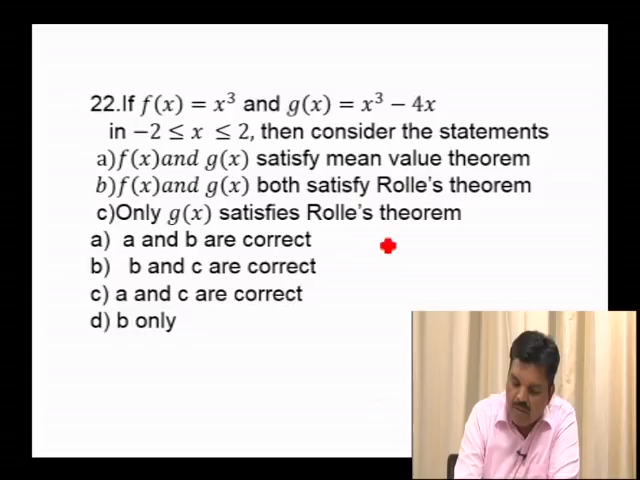 22.If f(x) = x³ and g(x) = x³ − 4x
in −2 ≤ x ≤ 2, then consider the statements
a)f(x)and g(x) satisfy mean value theorem
b)f(x)and g(x) both satisfy Rolle's theorem
c)Only g(x) satisfies Rolle's theorem
a) a and b are correct
b) b and c are correct
c) a and c are correct
d) b only